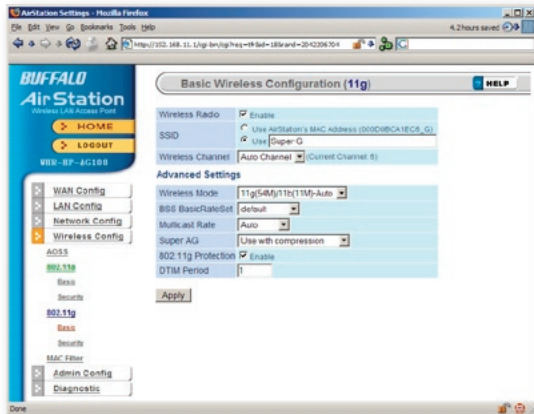 AirStation Settings - Mozilla Firefox
File Edit View Go Bookmarks Tools Help
4.2hours saved
BUFFALO
AirStation
Wireless LAN Access Point
HOME
LOGOUT
WBR-HP-AG108
WAN Config
LAN Config
Network Config
Wireless Config
AOSS
802.11a
Basic
Security
802.11g
Basic
Security
MAC Filter
Admin Config
Diagnostic
Basic Wireless Configuration (11g)
HELP
Wireless Radio Enable
SSID
Use AirStation's MAC Address (000D0BCA1EC6_G)
Use Super-G
Wireless Channel Auto Channel (Current Channel: 6)
Advanced Settings
Wireless Mode 11g(54M)/11b(11M)-Auto
BSS BasicRateSet default
Multicast Rate Auto
Super AG Use with compression
802.11g Protection Enable
DTIM Period 1
Apply
Done